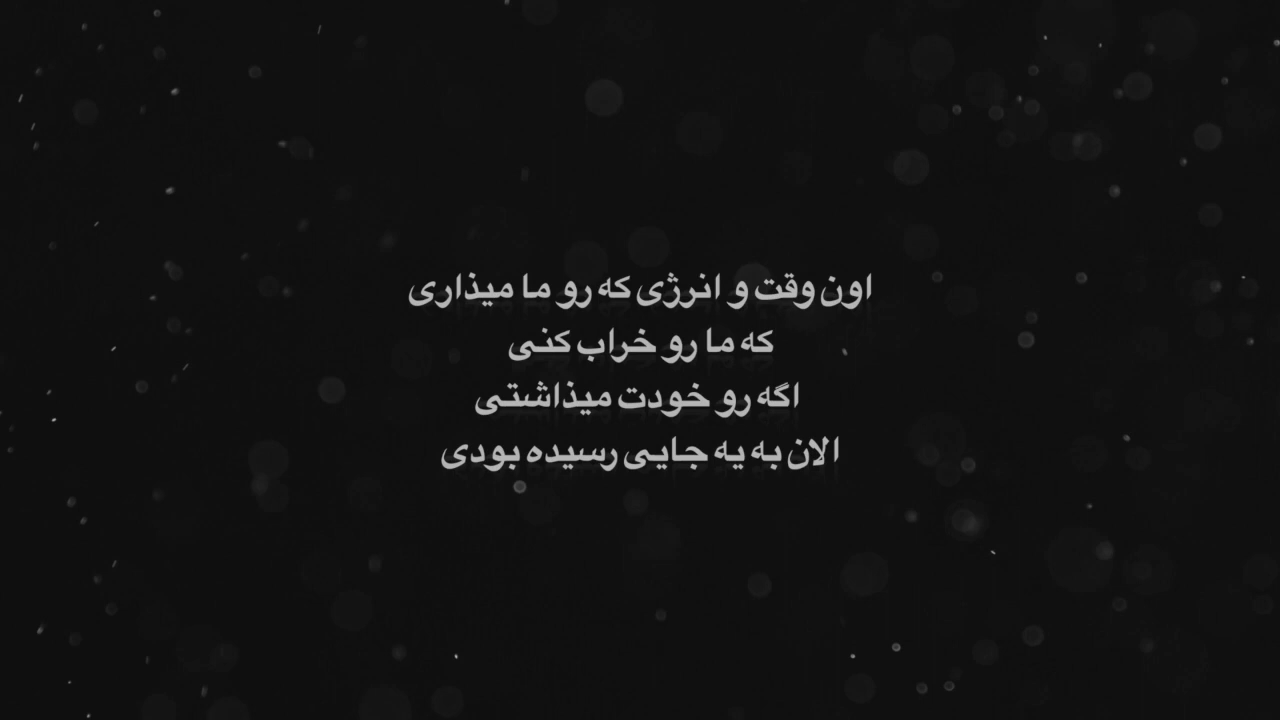 اون وقت و انرژی که رو ما میذاری
که ما رو خراب کنی
اگه رو خودت میذاشتی
الان به یه جایی رسیده بودی